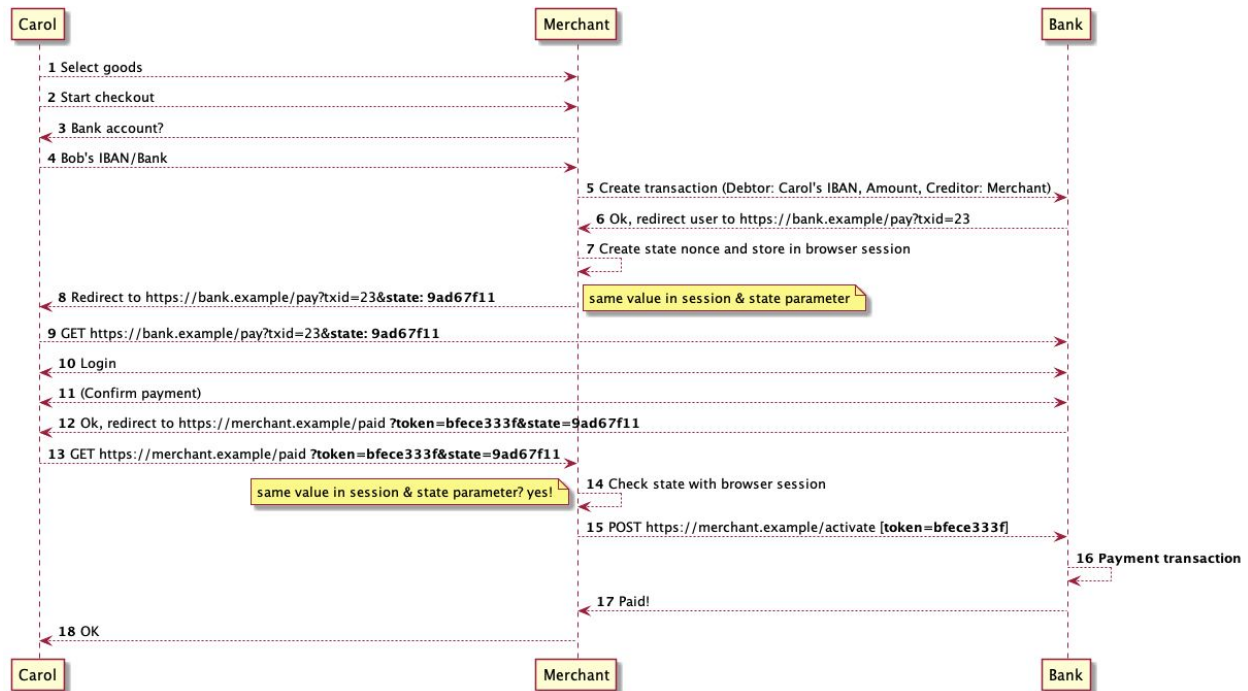 Carol
Merchant
Bank
1 Select goods
2 Start checkout
3 Bank account?
4 Bob's IBAN/Bank
5 Create transaction (Debtor: Carol's IBAN, Amount, Creditor: Merchant)
6 Ok, redirect user to https://bank.example/pay?txid=23
7 Create state nonce and store in browser session
8 Redirect to https://bank.example/pay?txid=23&state: 9ad67f11
same value in session & state parameter
9 GET https://bank.example/pay?txid=23&state: 9ad67f11
10 Login
11 (Confirm payment)
12 Ok, redirect to https://merchant.example/paid ?token=bfece333f&state=9ad67f11
13 GET https://merchant.example/paid ?token=bfece333f&state=9ad67f11
14 Check state with browser session
same value in session & state parameter? yes!
15 POST https://merchant.example/activate [token=bfece333f]
16 Payment transaction
17 Paid!
18 OK
Carol
Merchant
Bank